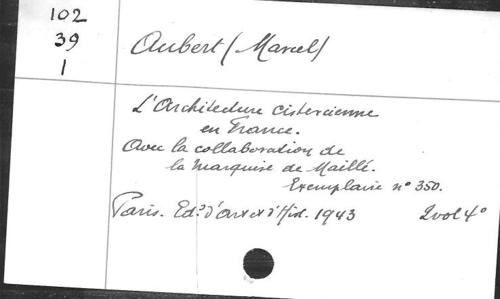 102
39
1
Aubert (Marcel)
L'Architecture cistercienne
en France.
Avec la collaboration de
la Marquise de Maillé.
Exemplaire n° 350.
Paris. Ed. d'art et d'Hist. 1943 2 vol 4°